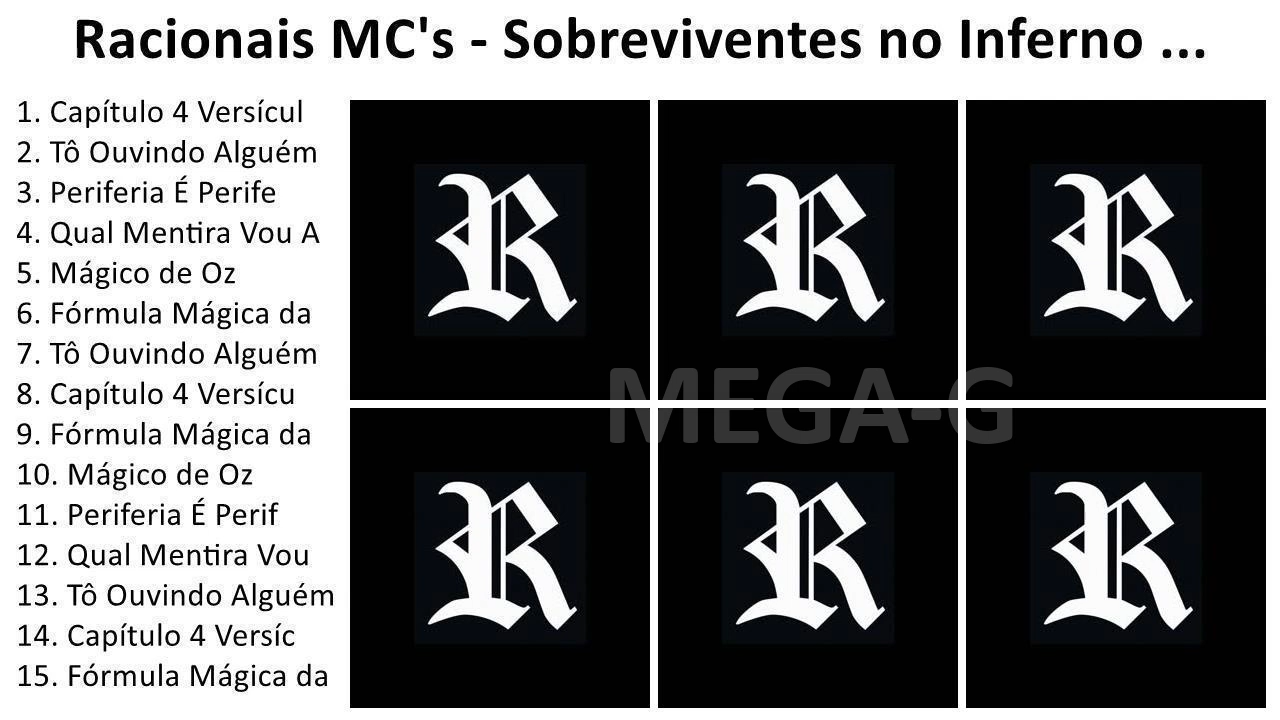 Racionais MC's - Sobreviventes no Inferno ...
1. Capítulo 4 Versícul
2. Tô Ouvindo Alguém
3. Periferia É Perife
4. Qual Mentira Vou A
5. Mágico de Oz
6. Fórmula Mágica da
7. Tô Ouvindo Alguém
8. Capítulo 4 Versícu
9. Fórmula Mágica da
10. Mágico de Oz
11. Periferia É Perif
12. Qual Mentira Vou
13. Tô Ouvindo Alguém
14. Capítulo 4 Versíc
15. Fórmula Mágica da
R R R
MEGA-G
R R R